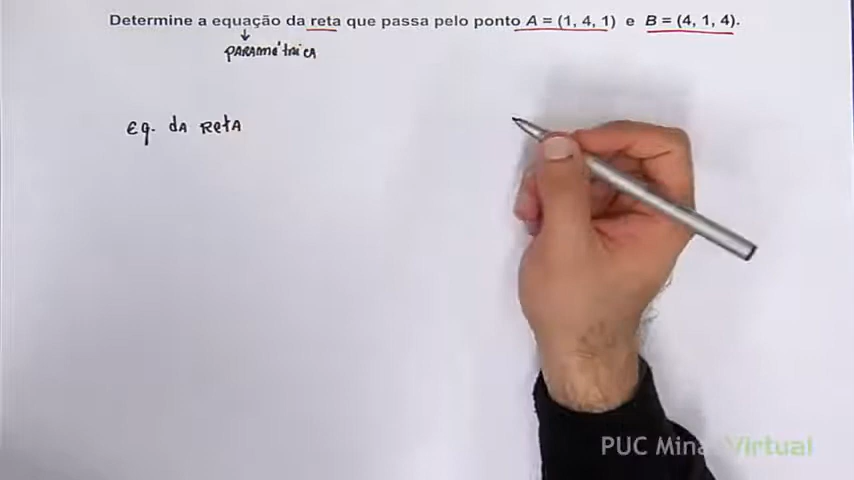 Determine a equação da reta que passa pelo ponto A = (1, 4, 1) e B = (4, 1, 4).
paramétrica
Eq. da reta
PUC Minas Virtual